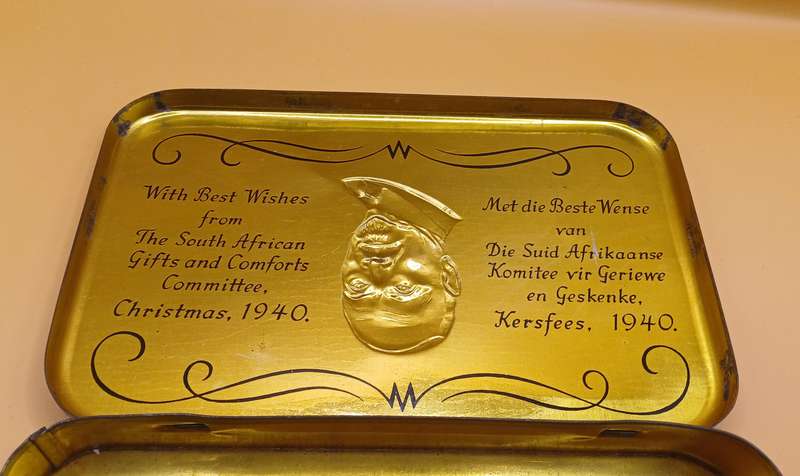 With Best Wishes
from
The South African
Gifts and Comforts
Committee,
Christmas, 1940.
Met die Beste Wense
van
Die Suid Afrikaanse
Komitee vir Geriewe
en Geskenke,
Kersfees, 1940.